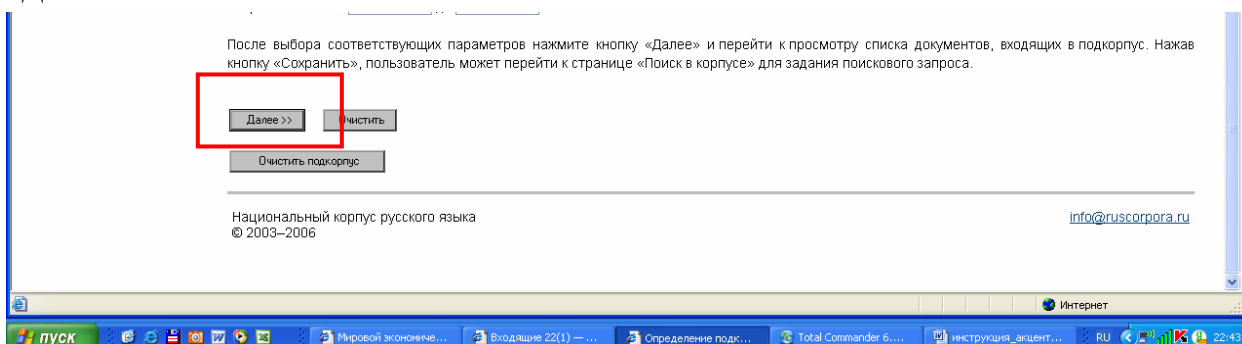 После выбора соответствующих параметров нажмите кнопку «Далее» и перейти к просмотру списка документов, входящих в подкорпус. Нажав
кнопку «Сохранить», пользователь может перейти к странице «Поиск в корпусе» для задания поискового запроса.
Далее >> Очистить
Очистить подкорпус
Национальный корпус русского языка info@ruscorpora.ru
© 2003–2006
Интернет
пуск Мировой экономиче... Входящие 22(1) — ... Определение подк... Total Commander 6.... инструкция_акцент... RU 22:43